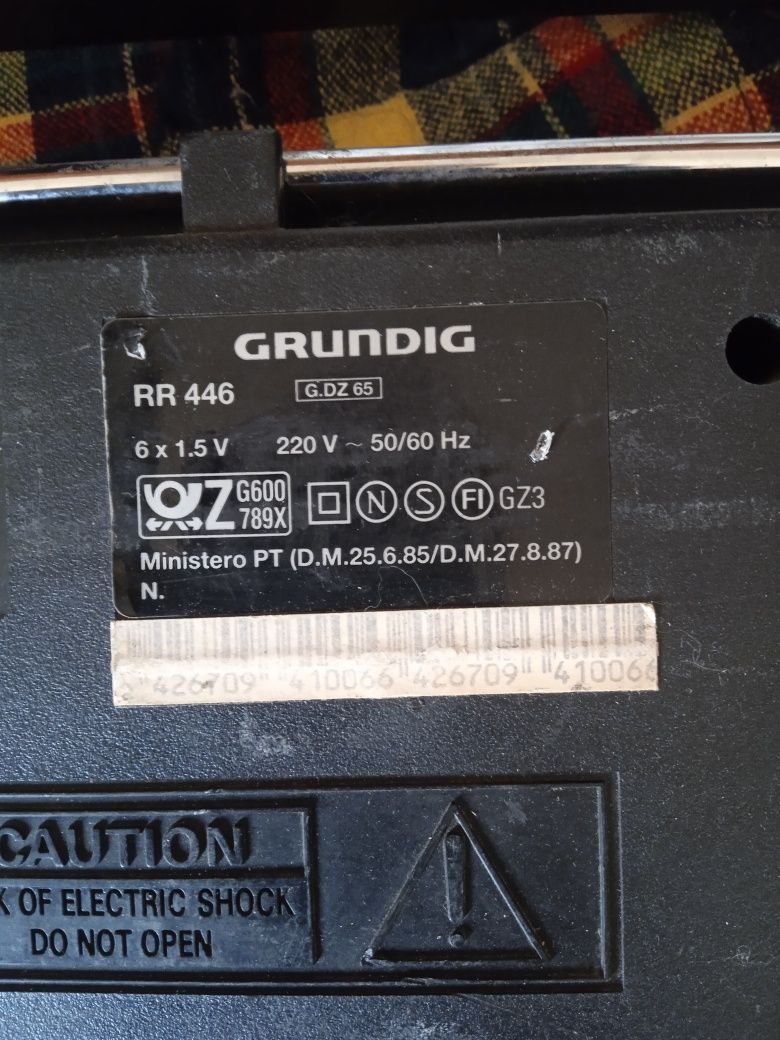 GRUNDIG
RR 446 G.DZ 65
6 x 1.5 V 220 V ~ 50/60 Hz
Z G600 789X N S FI GZ3
Ministero PT (D.M.25.6.85/D.M.27.8.87)
N.
"426709" "410066" "426709" "410066
CAUTION
K OF ELECTRIC SHOCK
DO NOT OPEN